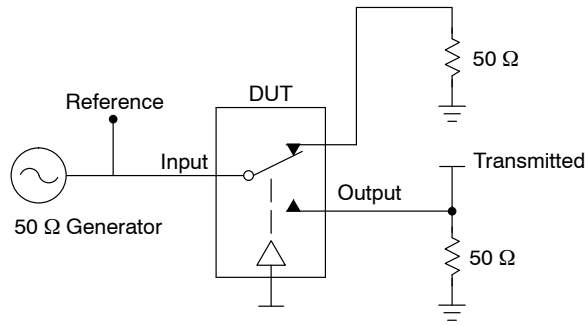 50 Ω
DUT
Reference
Input
Transmitted
Output
50 Ω Generator
50 Ω